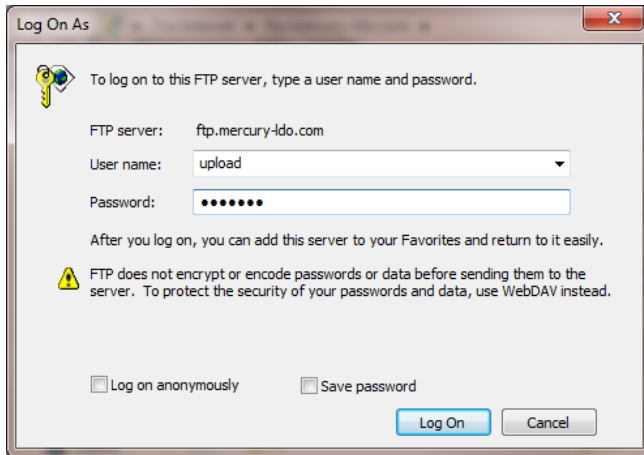 Log On As
To log on to this FTP server, type a user name and password.
FTP server: ftp.mercury-ldo.com
User name: upload
Password: •••••••
After you log on, you can add this server to your Favorites and return to it easily.
FTP does not encrypt or encode passwords or data before sending them to the
server. To protect the security of your passwords and data, use WebDAV instead.
Log on anonymously Save password
Log On Cancel